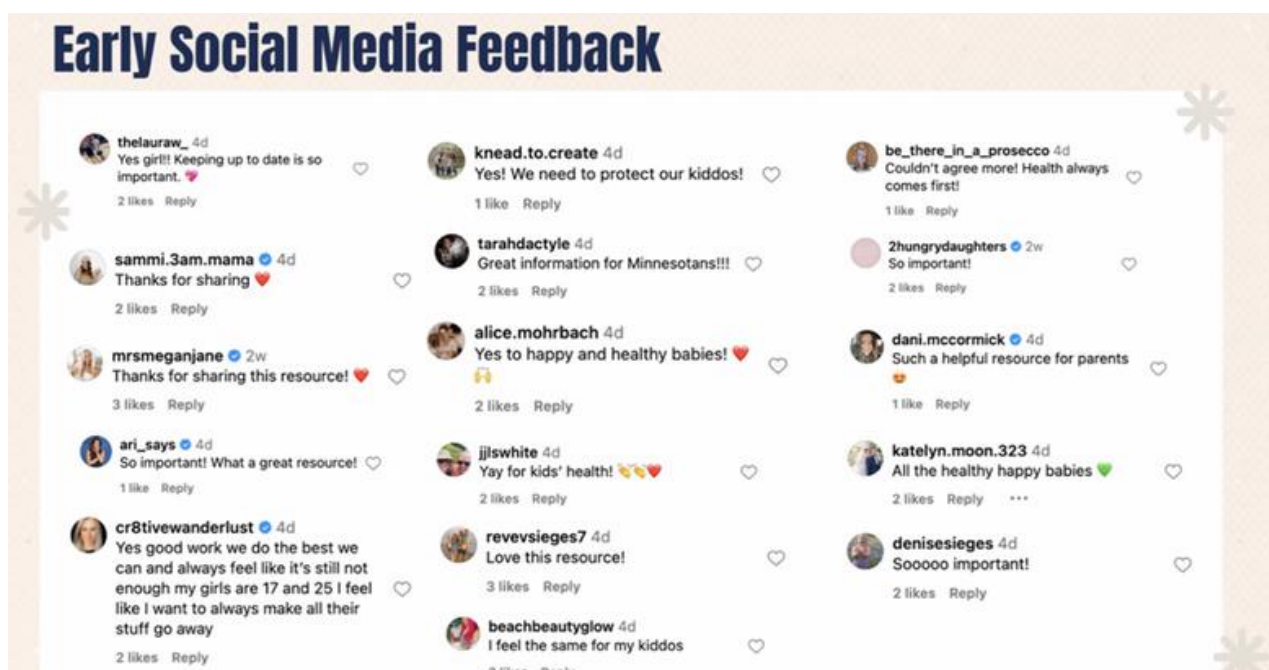 Early Social Media Feedback
thelauraw_ 4d
Yes girl!! Keeping up to date is so
important. 💖
2 likes Reply
sammi.3am.mama 4d
Thanks for sharing ❤️
2 likes Reply
mrsmeganjane 2w
Thanks for sharing this resource! ❤️
3 likes Reply
ari_says 4d
So important! What a great resource!
1 like Reply
cr8tivewanderlust 4d
Yes good work we do the best we
can and always feel like it's still not
enough my girls are 17 and 25 I feel
like I want to always make all their
stuff go away
2 likes Reply
knead.to.create 4d
Yes! We need to protect our kiddos!
1 like Reply
tarahdactyle 4d
Great information for Minnesotans!!!
2 likes Reply
alice.mohrbach 4d
Yes to happy and healthy babies! ❤️
🙌
2 likes Reply
jjlswhite 4d
Yay for kids' health! 👏👏❤️
2 likes Reply
revevsieges7 4d
Love this resource!
3 likes Reply
beachbeautyglow 4d
I feel the same for my kiddos
be_there_in_a_prosecco 4d
Couldn't agree more! Health always
comes first!
1 like Reply
2hungrydaughters 2w
So important!
2 likes Reply
dani.mccormick 4d
Such a helpful resource for parents
😍
1 like Reply
katelyn.moon.323 4d
All the healthy happy babies 💚
2 likes Reply •••
denisesieges 4d
Sooooo important!
2 likes Reply